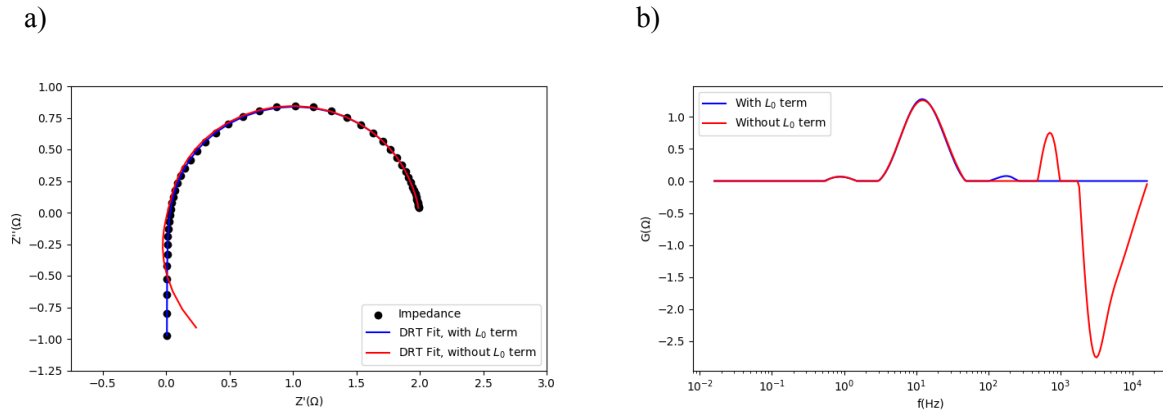 a)
b)
1.00
0.75
0.50
0.25
0.00
−0.25
−0.50
−0.75
−1.00
−1.25
Z''(Ω)
Impedance
DRT Fit, with L₀ term
DRT Fit, without L₀ term
−0.5 0.0 0.5 1.0 1.5 2.0 2.5 3.0
Z'(Ω)
With L₀ term
Without L₀ term
1.0
0.5
0.0
−0.5
−1.0
−1.5
−2.0
−2.5
G(Ω)
10⁻² 10⁻¹ 10⁰ 10¹ 10² 10³ 10⁴
f(Hz)